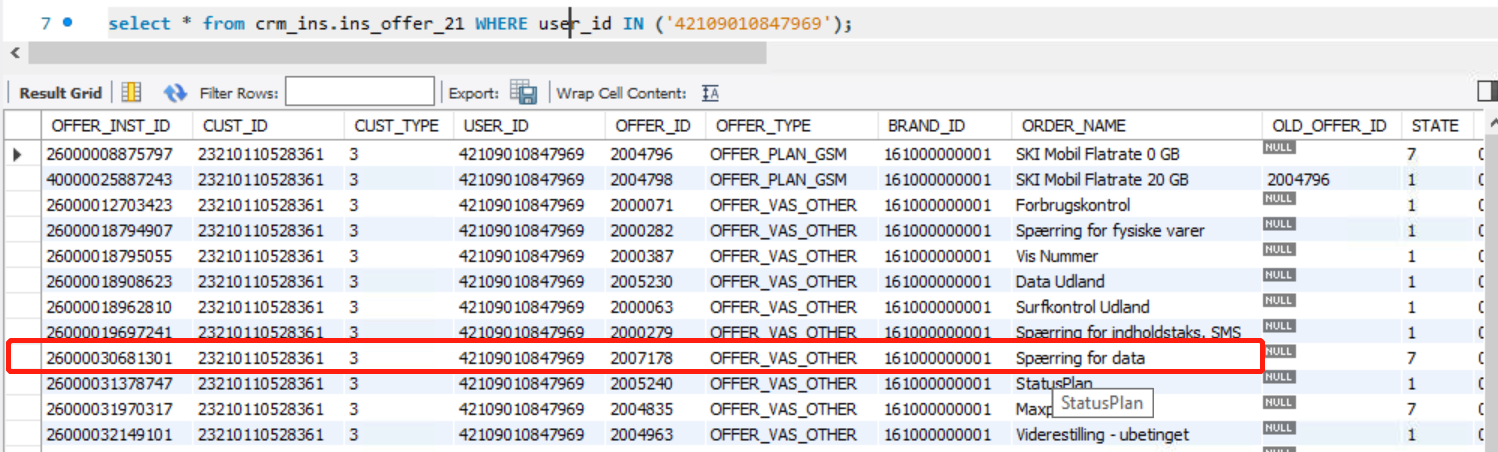 7 select * from crm_ins.ins_offer_21 WHERE user_id IN ('42109010847969');
Result Grid Filter Rows: Export: Wrap Cell Content:
OFFER_INST_ID CUST_ID CUST_TYPE USER_ID OFFER_ID OFFER_TYPE BRAND_ID ORDER_NAME OLD_OFFER_ID STATE
26000008875797 23210110528361 3 42109010847969 2004796 OFFER_PLAN_GSM 161000000001 SKI Mobil Flatrate 0 GB NULL 7
40000025887243 23210110528361 3 42109010847969 2004798 OFFER_PLAN_GSM 161000000001 SKI Mobil Flatrate 20 GB 2004796 1
26000012703423 23210110528361 3 42109010847969 2000071 OFFER_VAS_OTHER 161000000001 Forbrugskontrol NULL 1
26000018794907 23210110528361 3 42109010847969 2000282 OFFER_VAS_OTHER 161000000001 Spærring for fysiske varer NULL 1
26000018795055 23210110528361 3 42109010847969 2000387 OFFER_VAS_OTHER 161000000001 Vis Nummer NULL 1
26000018908623 23210110528361 3 42109010847969 2005230 OFFER_VAS_OTHER 161000000001 Data Udland NULL 1
26000018962810 23210110528361 3 42109010847969 2000063 OFFER_VAS_OTHER 161000000001 Surfkontrol Udland NULL 1
26000019697241 23210110528361 3 42109010847969 2000279 OFFER_VAS_OTHER 161000000001 Spærring for indholdstaks. SMS NULL 1
26000030681301 23210110528361 3 42109010847969 2007178 OFFER_VAS_OTHER 161000000001 Spærring for data NULL 7
26000031378747 23210110528361 3 42109010847969 2005240 OFFER_VAS_OTHER 161000000001 StatusPlan NULL 1
StatusPlan
26000031970317 23210110528361 3 42109010847969 2004835 OFFER_VAS_OTHER 161000000001 NULL 7
26000032149101 23210110528361 3 42109010847969 2004963 OFFER_VAS_OTHER 161000000001 Viderestilling - ubetinget NULL 1